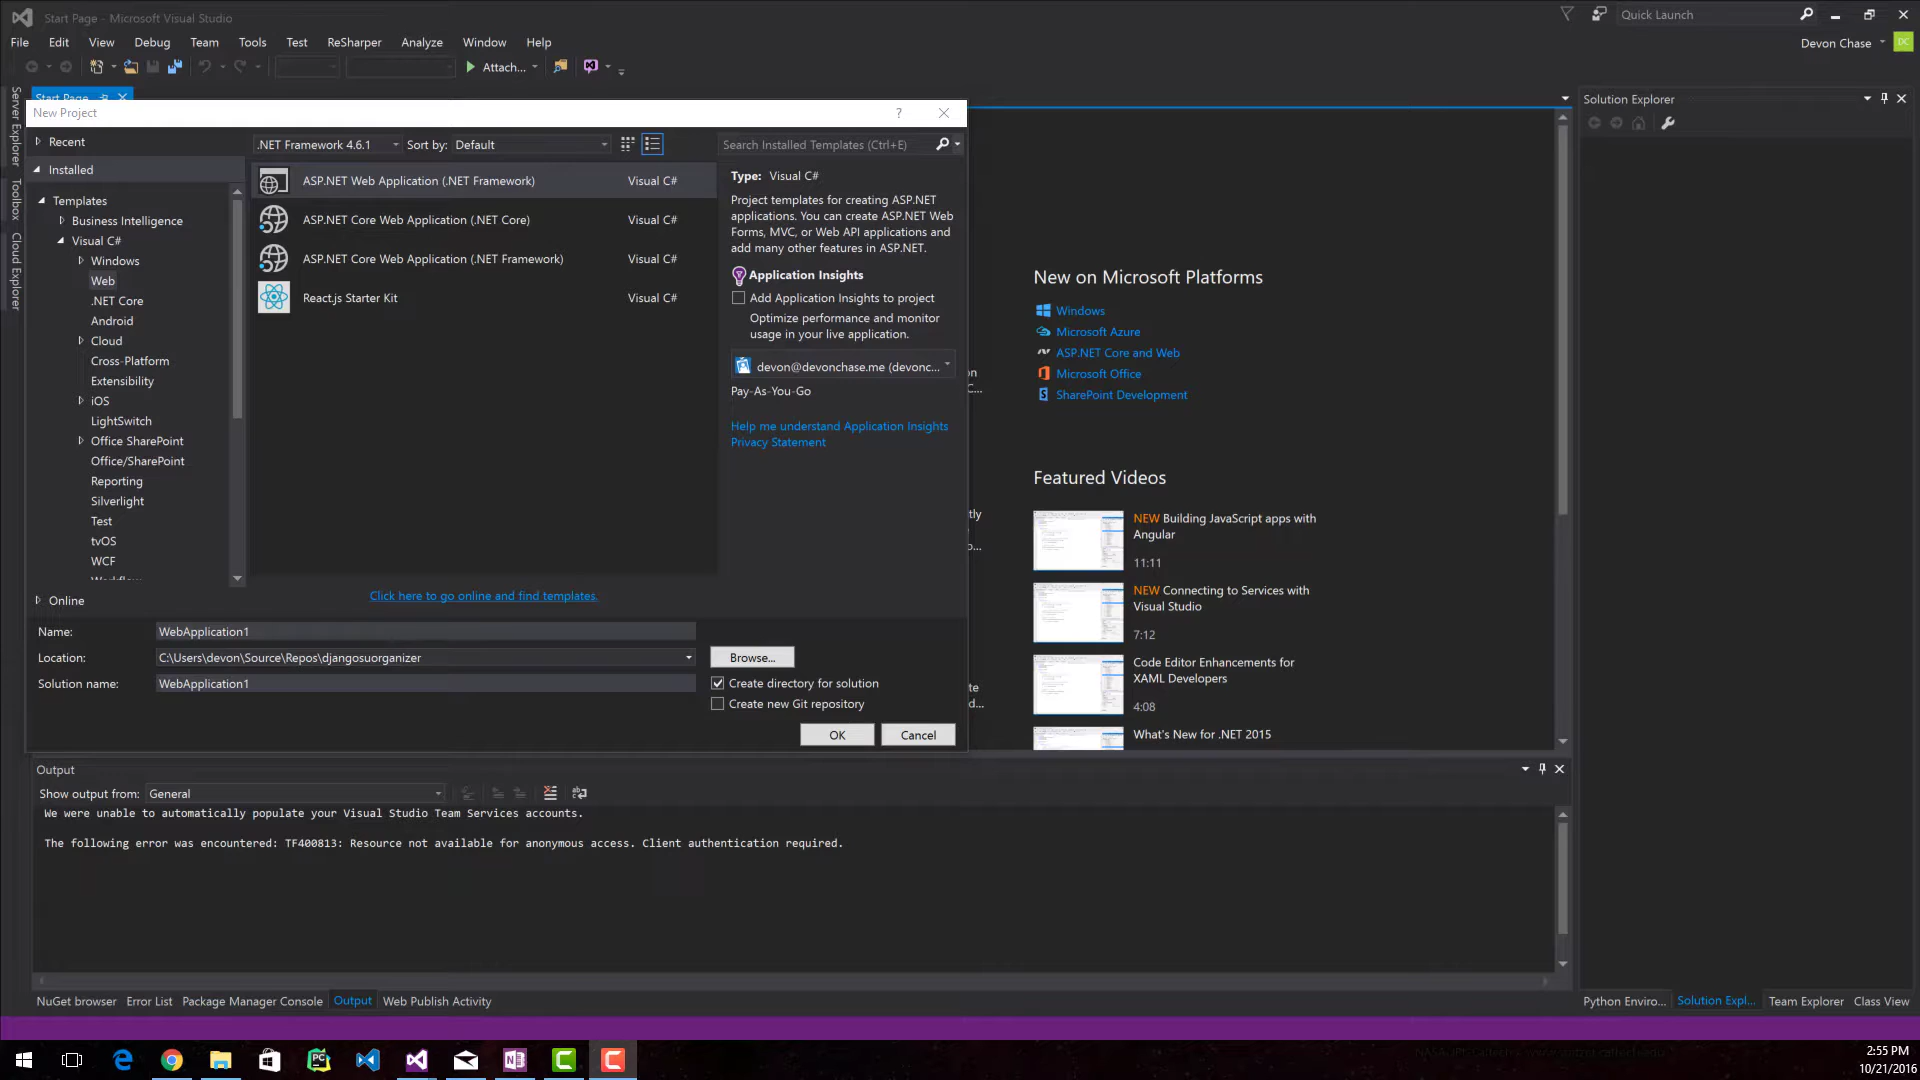 Start Page - Microsoft Visual Studio
Quick Launch
File Edit View Debug Team Tools Test ReSharper Analyze Window Help
Devon Chase
DC
Attach...
Start Page
Server Explorer
Toolbox
Cloud Explorer
New Project
?
Recent
.NET Framework 4.6.1
Sort by: Default
Search Installed Templates (Ctrl+E)
Installed
Templates
Business Intelligence
Visual C#
Windows
Web
.NET Core
Android
Cloud
Cross-Platform
Extensibility
iOS
LightSwitch
Office SharePoint
Office/SharePoint
Reporting
Silverlight
Test
tvOS
WCF
Workflow
Online
ASP.NET Web Application (.NET Framework) Visual C#
ASP.NET Core Web Application (.NET Core) Visual C#
ASP.NET Core Web Application (.NET Framework) Visual C#
React.js Starter Kit Visual C#
Click here to go online and find templates.
Type: Visual C#
Project templates for creating ASP.NET
applications. You can create ASP.NET Web
Forms, MVC, or Web API applications and
add many other features in ASP.NET.
Application Insights
Add Application Insights to project
Optimize performance and monitor
usage in your live application.
devon@devonchase.me (devonc...
Pay-As-You-Go
Help me understand Application Insights
Privacy Statement
Name: WebApplication1
Location: C:\Users\devon\Source\Repos\djangosuorganizer
Browse...
Solution name: WebApplication1
Create directory for solution
Create new Git repository
OK
Cancel
on
C...
tly
o...
te
d...
New on Microsoft Platforms
Windows
Microsoft Azure
ASP.NET Core and Web
Microsoft Office
SharePoint Development
Featured Videos
NEW Building JavaScript apps with
Angular
11:11
NEW Connecting to Services with
Visual Studio
7:12
Code Editor Enhancements for
XAML Developers
4:08
What's New for .NET 2015
Solution Explorer
Output
Show output from: General
We were unable to automatically populate your Visual Studio Team Services accounts.
The following error was encountered: TF400813: Resource not available for anonymous access. Client authentication required.
NuGet browser Error List Package Manager Console Output Web Publish Activity
Python Enviro... Solution Expl... Team Explorer Class View
2:55 PM
10/21/2016